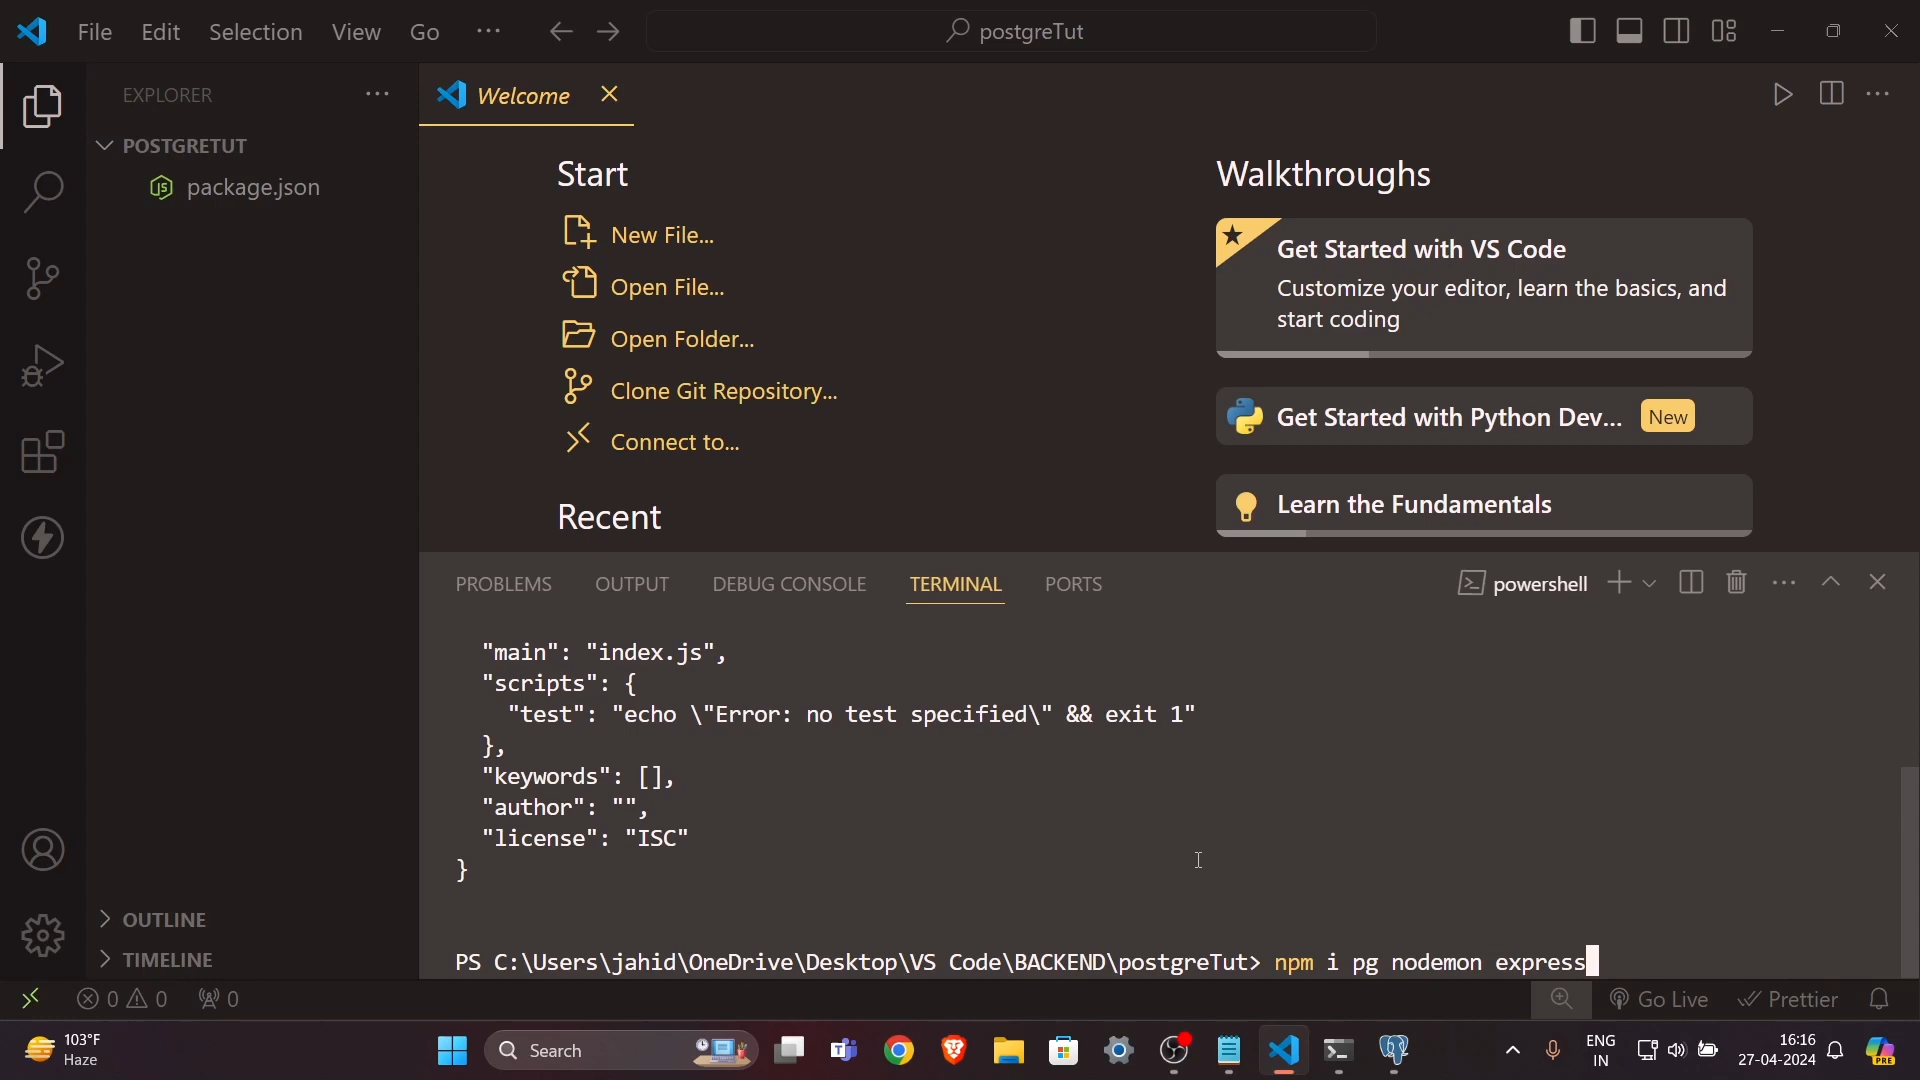 File Edit Selection View Go ··· postgreTut
EXPLORER
POSTGRETUT
JS package.json
OUTLINE
TIMELINE
Welcome
Start
New File...
Open File...
Open Folder...
Clone Git Repository...
Connect to...
Recent
Walkthroughs
Get Started with VS Code
Customize your editor, learn the basics, and
start coding
Get Started with Python Dev... New
Learn the Fundamentals
PROBLEMS OUTPUT DEBUG CONSOLE TERMINAL PORTS powershell
"main": "index.js",
"scripts": {
"test": "echo \"Error: no test specified\" && exit 1"
},
"keywords": [],
"author": "",
"license": "ISC"
}
PS C:\Users\jahid\OneDrive\Desktop\VS Code\BACKEND\postgreTut> npm i pg nodemon express
0 0 0 Go Live Prettier
103°F
Haze
Search
ENG
IN
16:16
27-04-2024
PRE